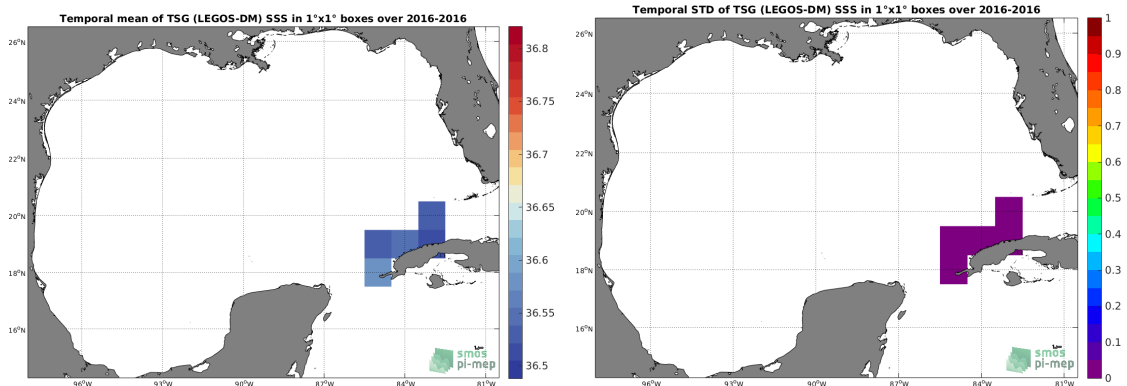 Temporal mean of TSG (LEGOS-DM) SSS in 1°x1° boxes over 2016-2016
26°N
24°N
22°N
20°N
18°N
16°N
96°W
93°W
90°W
87°W
84°W
81°W
36.8
36.75
36.7
36.65
36.6
36.55
36.5
smos
pi-mep
Temporal STD of TSG (LEGOS-DM) SSS in 1°x1° boxes over 2016-2016
26°N
24°N
22°N
20°N
18°N
16°N
96°W
93°W
90°W
87°W
84°W
81°W
1
0.9
0.8
0.7
0.6
0.5
0.4
0.3
0.2
0.1
0
smos
pi-mep